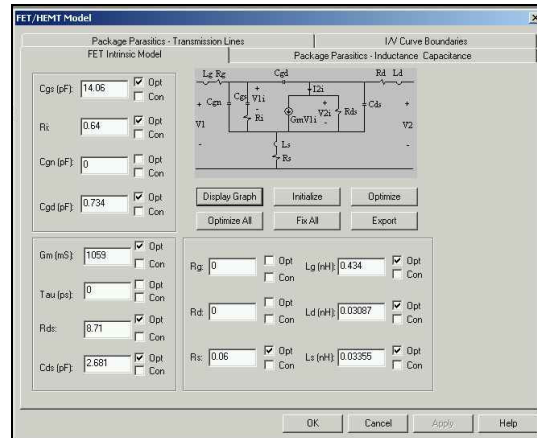 FET/HEMT Model
Package Parasitics - Transmission Lines
I/V Curve Boundaries
FET Intrinsic Model
Package Parasitics - Inductance Capacitance
Cgs (pF): 14.06 Opt
Con
Ri: 0.64 Opt
Con
Cgn (pF): 0 Opt
Con
Cgd (pF): 0.734 Opt
Con
Lg Rg Cgd Rd Ld
+ Cgn Cgs + V1i - Ri I2i GmV1i + V2i - Rds Cds +
V1 V2
- Ls -
Rs
Display Graph Initialize Optimize
Optimize All Fix All Export
Gm (mS): 1059 Opt
Con
Tau (ps): 0 Opt
Con
Rds: 8.71 Opt
Con
Cds (pF): 2.681 Opt
Con
Rg: 0 Opt Lg (nH): 0.434 Opt
Con Con
Rd: 0 Opt Ld (nH): 0.03087 Opt
Con Con
Rs: 0.06 Opt Ls (nH): 0.03355 Opt
Con Con
OK Cancel Apply Help